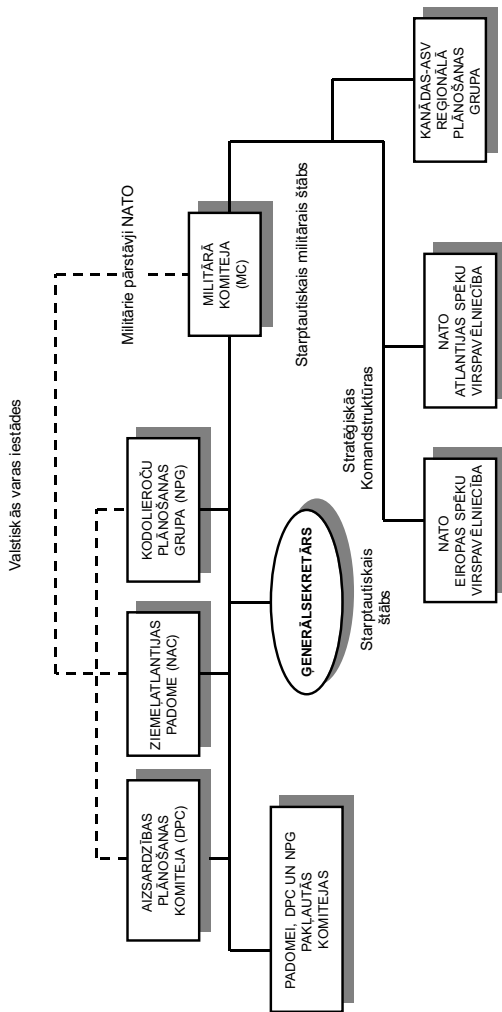 Valstiskās varas iestādes
Militārie pārstāvji NATO
AIZSARDZĪBAS
PLĀNOŠANAS
KOMITEJA (DPC)
ZIEMEĻATLANTIJAS
PADOME (NAC)
KODOLIEROČU
PLĀNOŠANAS
GRUPA (NPG)
MILITĀRĀ
KOMITEJA
(MC)
PADOMEI, DPC UN NPG
PAKĻAUTĀS
KOMITEJAS
ĢENERĀLSEKRETĀRS
Starptautiskais
štābs
Starptautiskais militārais štābs
Stratēģiskās
Komandstruktūras
NATO
EIROPAS SPĒKU
VIRSPAVĒLNIECĪBA
NATO
ATLANTIJAS SPĒKU
VIRSPAVĒLNIECĪBA
KANĀDAS-ASV
REĢIONĀLĀ
PLĀNOŠANAS
GRUPA